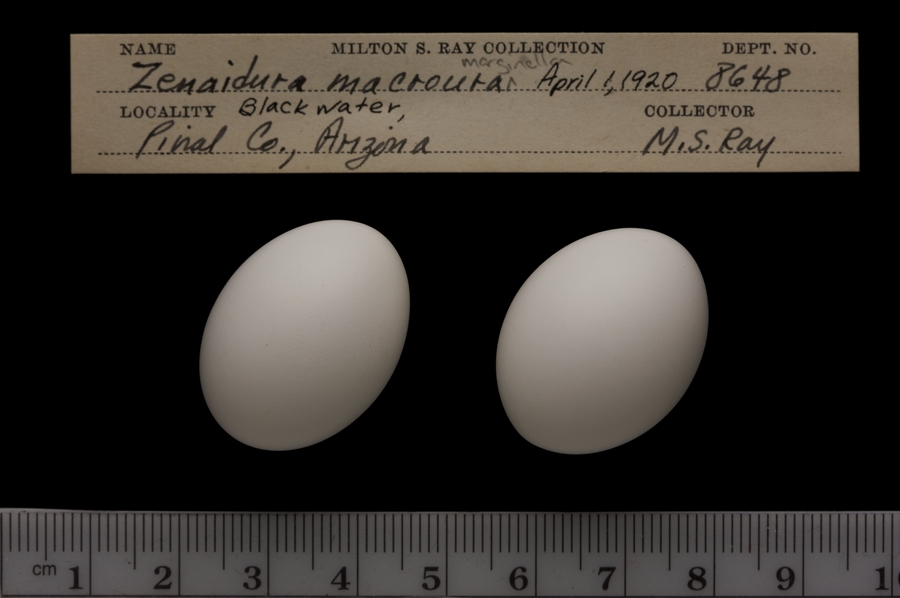 NAME MILTON S. RAY COLLECTION DEPT. NO.
marginella
Zenaidura macroura ^ April 1, 1920 8648
LOCALITY Blackwater, COLLECTOR
Pinal Co., Arizona M.S. Ray
cm 1 2 3 4 5 6 7 8 9 1